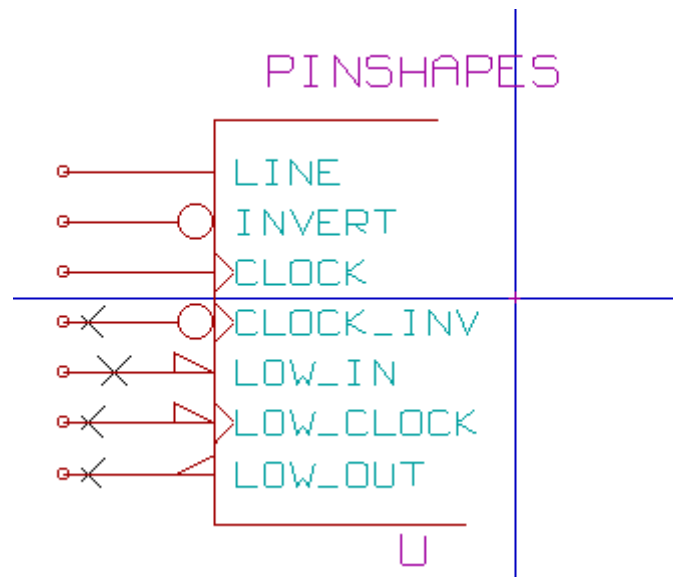 PINSHAPES
LINE
INVERT
CLOCK
CLOCK_INV
LOW_IN
LOW_CLOCK
LOW_OUT
U